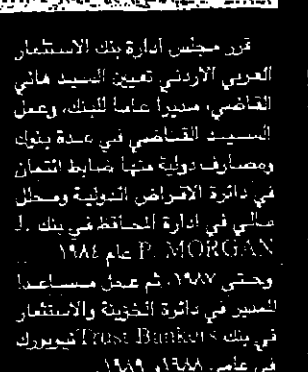 قرر مجلس ادارة بنك الاستثمار
العربي الاردني تعيين السيد هاني
القاضي، مديرا عاما للبنك، وعمل
السيد القاضي في عدة بنوك
ومصارف دولية منها ضابط ائتمان
في دائرة الاقراض الدولية ومحلل
مالي في ادارة المحافظ في بنك J.
P. MORGAN عام ١٩٨٤
وحتى ١٩٨٧، ثم عمل مساعدا
للمدير في دائرة الخزينة والاستثمار
في بنك Trust Bankers نيويورك
في عامي ١٩٨٨ و ١٩٨٩.